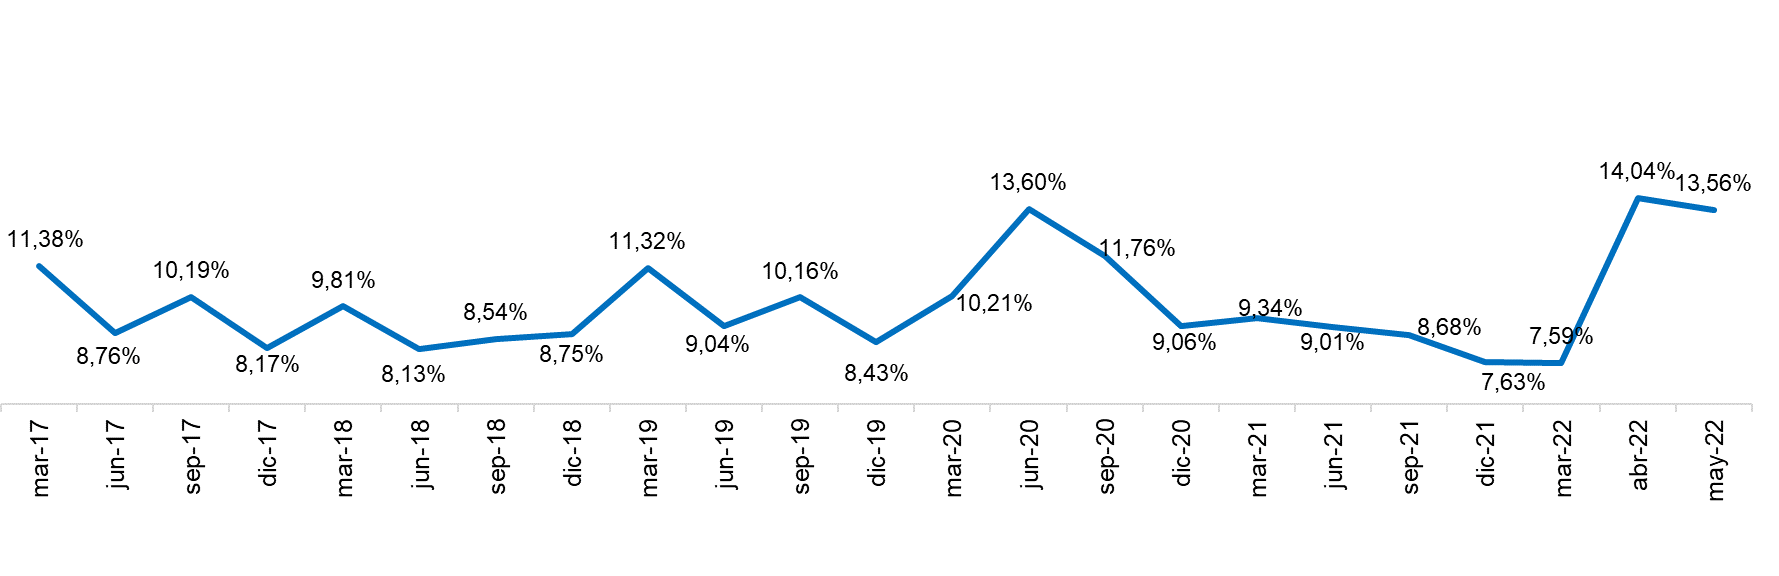 11,38%
8,76%
10,19%
8,17%
9,81%
8,13%
8,54%
8,75%
11,32%
9,04%
10,16%
8,43%
10,21%
13,60%
11,76%
9,06%
9,34%
9,01%
8,68%
7,63%
7,59%
14,04%
13,56%
mar-17
jun-17
sep-17
dic-17
mar-18
jun-18
sep-18
dic-18
mar-19
jun-19
sep-19
dic-19
mar-20
jun-20
sep-20
dic-20
mar-21
jun-21
sep-21
dic-21
mar-22
abr-22
may-22